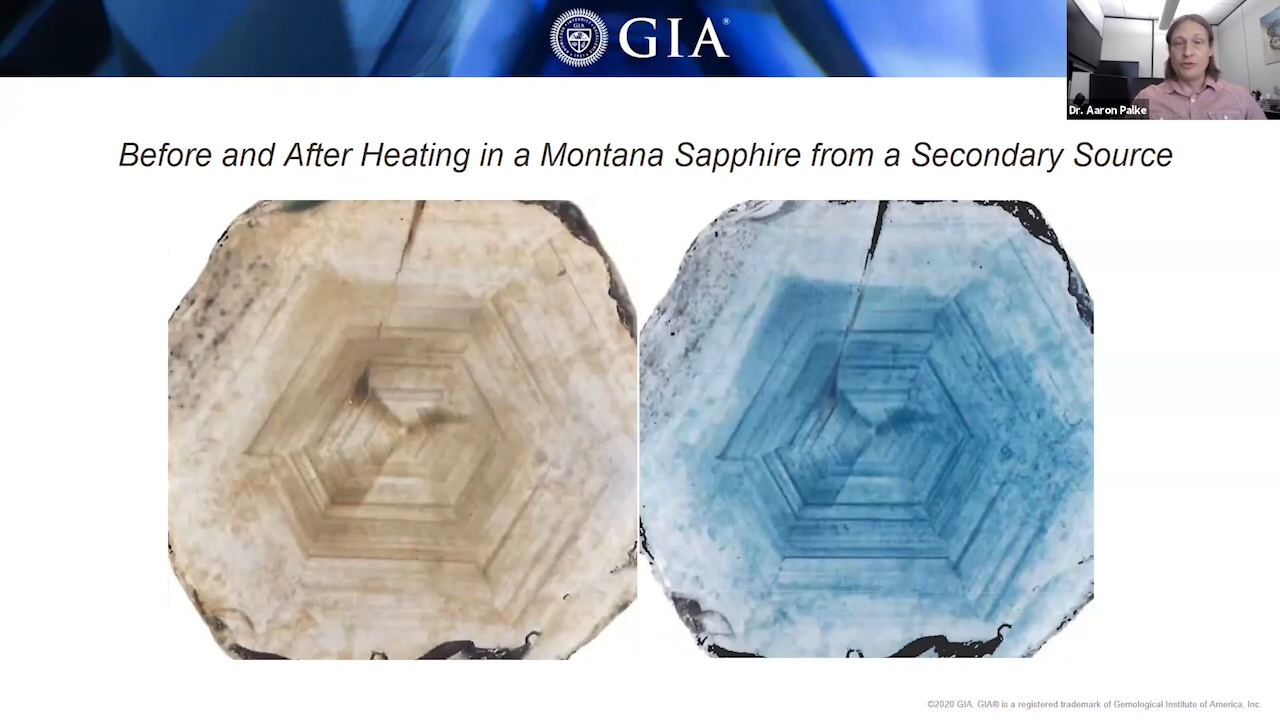 GIA®
Dr. Aaron Palke
Before and After Heating in a Montana Sapphire from a Secondary Source
©2020 GIA. GIA® is a registered trademark of Gemological Institute of America, Inc.